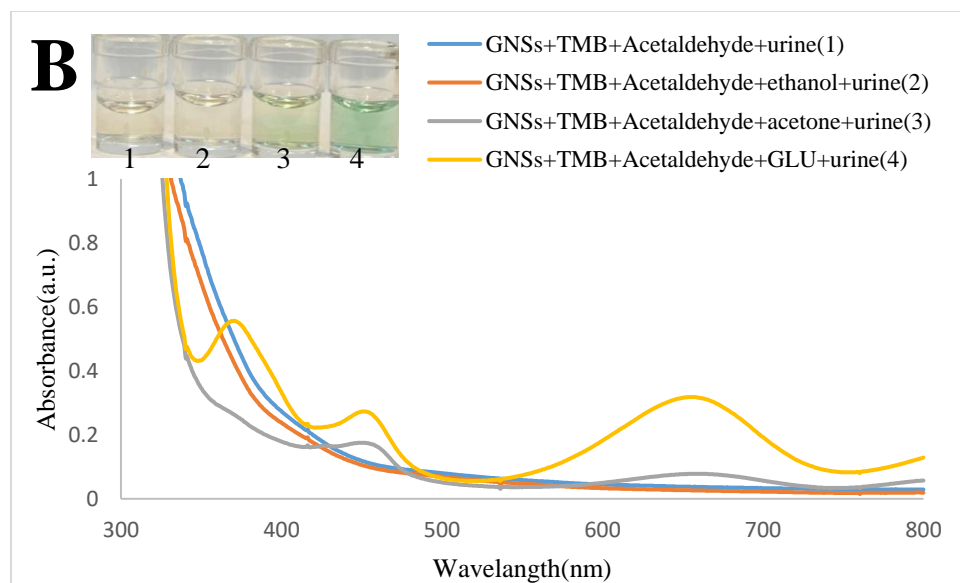 B
1 2 3 4
GNSs+TMB+Acetaldehyde+urine(1)
GNSs+TMB+Acetaldehyde+ethanol+urine(2)
GNSs+TMB+Acetaldehyde+acetone+urine(3)
GNSs+TMB+Acetaldehyde+GLU+urine(4)
Absorbance(a.u.)
1
0.8
0.6
0.4
0.2
0
300 400 500 600 700 800
Wavelangth(nm)